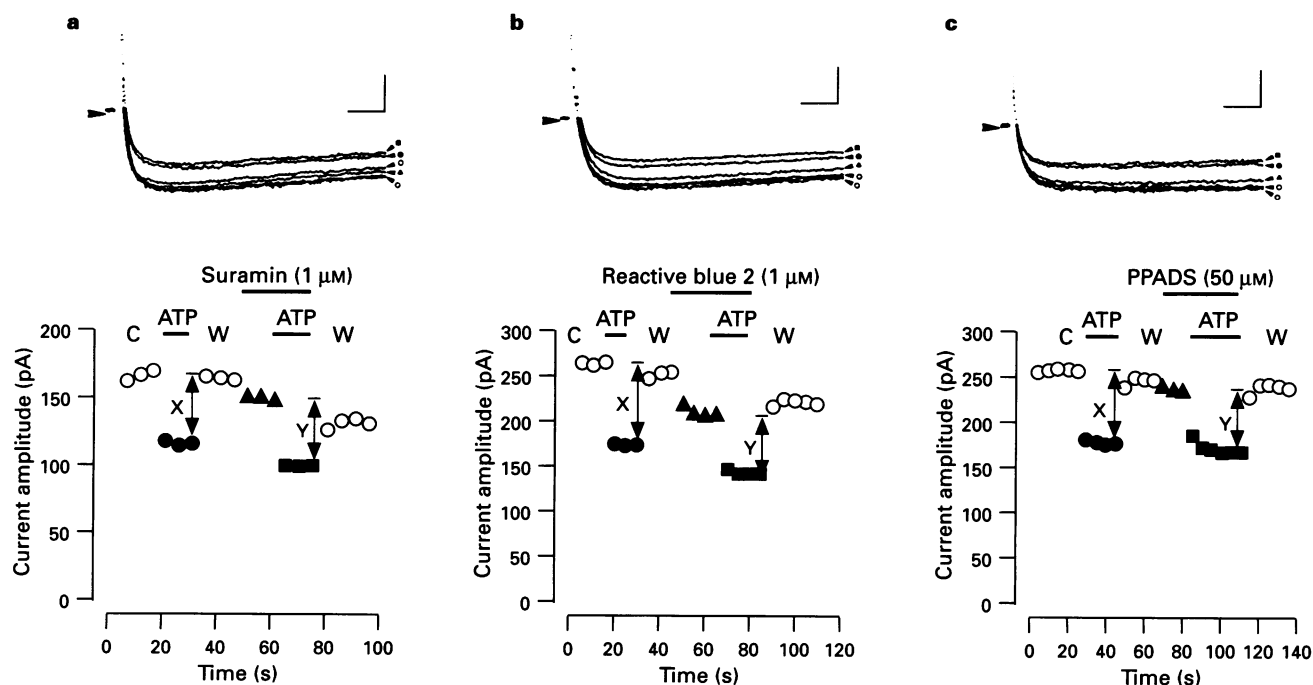 a
b
c
Suramin (1 μM)
C ATP W ATP W
X
Y
Current amplitude (pA)
200
150
100
50
0
0 20 40 60 80 100
Time (s)
Reactive blue 2 (1 μM)
C ATP W ATP W
X
Y
Current amplitude (pA)
300
250
200
150
100
50
0
0 20 40 60 80 100 120
Time (s)
PPADS (50 μM)
C ATP W ATP W
X
Y
Current amplitude (pA)
300
250
200
150
100
50
0
0 20 40 60 80 100 120 140
Time (s)